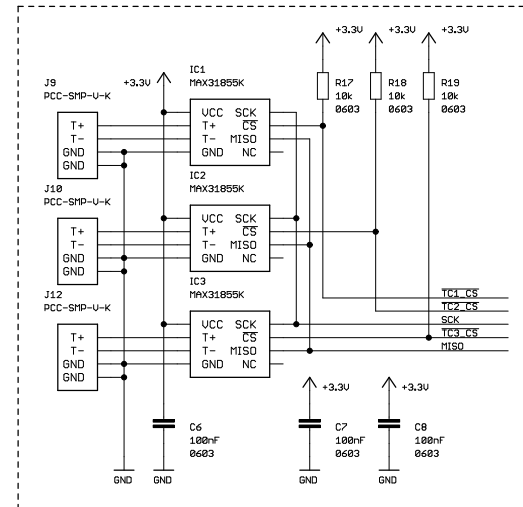 +3.3V
+3.3V
+3.3V
J9
PCC-SMP-V-K
+3.3V
IC1
MAX31855K
R17
10k
0603
R18
10k
0603
R19
10k
0603
T+
T-
GND
GND
VCC SCK
T+ CS
T- MISO
GND NC
J10
PCC-SMP-V-K
IC2
MAX31855K
T+
T-
GND
GND
VCC SCK
T+ CS
T- MISO
GND NC
J12
PCC-SMP-V-K
IC3
MAX31855K
T+
T-
GND
GND
VCC SCK
T+ CS
T- MISO
GND NC
TC1_CS
TC2_CS
SCK
TC3_CS
MISO
+3.3V
+3.3V
C6
100nF
0603
C7
100nF
0603
C8
100nF
0603
GND
GND
GND
GND